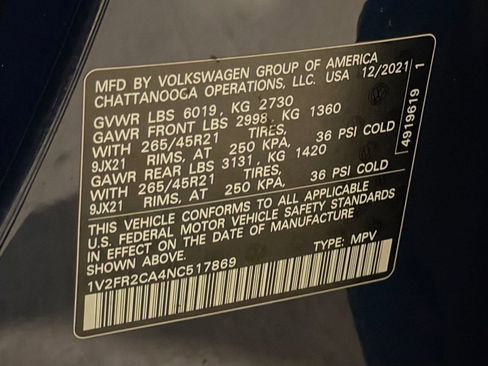 MFD BY VOLKSWAGEN GROUP OF AMERICA
CHATTANOOGA OPERATIONS, LLC. USA 12/2021
GVWR LBS 6019, KG 2730
GAWR FRONT LBS 2998, KG 1360
WITH 265/45R21 TIRES,
9JX21 RIMS, AT 250 KPA, 36 PSI COLD
GAWR REAR LBS 3131, KG 1420
WITH 265/45R21 TIRES,
9JX21 RIMS, AT 250 KPA, 36 PSI COLD
THIS VEHICLE CONFORMS TO ALL APPLICABLE
U.S. FEDERAL MOTOR VEHICLE SAFETY STANDARDS
IN EFFECT ON THE DATE OF MANUFACTURE
SHOWN ABOVE.
TYPE: MPV
1V2FR2CA4NC517869
4919619 1